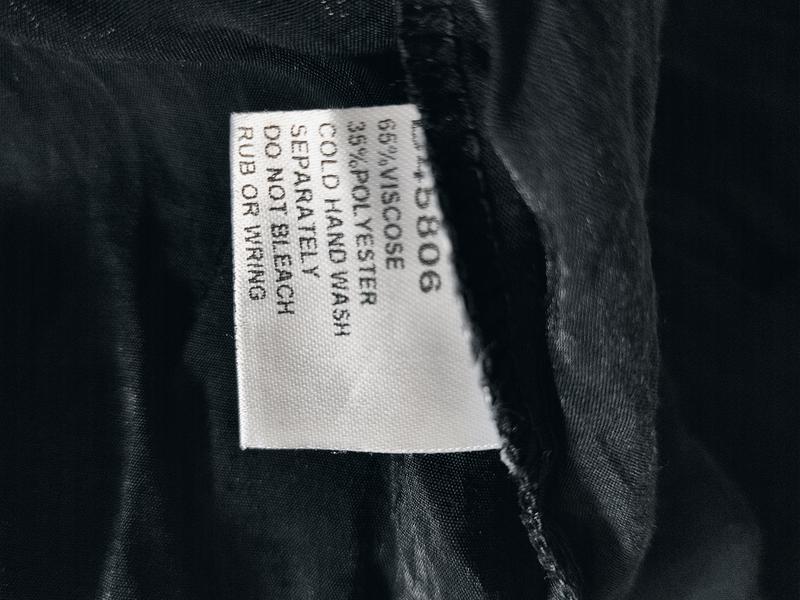 65%VISCOSE
35%POLYESTER
COLD HAND WASH
SEPARATELY
DO NOT BLEACH
RUB OR WRING